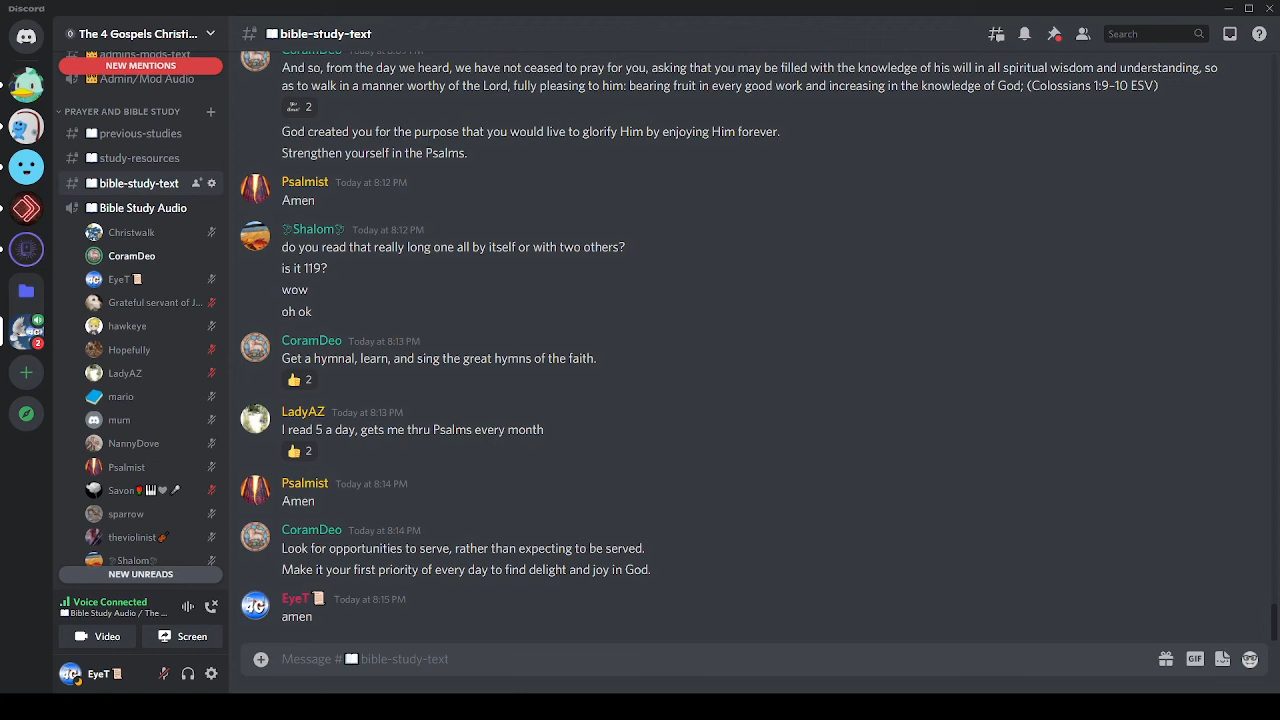 Discord
The 4 Gospels Christi...
bible-study-text
Search
admins-mods-text
NEW MENTIONS
Admin/Mod Audio
PRAYER AND BIBLE STUDY
previous-studies
study-resources
bible-study-text
Bible Study Audio
Christwalk
CoramDeo
EyeT
Grateful servant of J...
hawkeye
Hopefully
LadyAZ
mario
mum
NannyDove
Psalmist
Savon
sparrow
theviolinist
Shalom
NEW UNREADS
Voice Connected
Bible Study Audio / The ...
Video
Screen
EyeT
2
CoramDeo Today at 8:09 PM
And so, from the day we heard, we have not ceased to pray for you, asking that you may be filled with the knowledge of his will in all spiritual wisdom and understanding, so
as to walk in a manner worthy of the Lord, fully pleasing to him: bearing fruit in every good work and increasing in the knowledge of God; (Colossians 1:9–10 ESV)
2
God created you for the purpose that you would live to glorify Him by enjoying Him forever.
Strengthen yourself in the Psalms.
Psalmist Today at 8:12 PM
Amen
Shalom Today at 8:12 PM
do you read that really long one all by itself or with two others?
is it 119?
wow
oh ok
CoramDeo Today at 8:13 PM
Get a hymnal, learn, and sing the great hymns of the faith.
2
LadyAZ Today at 8:13 PM
I read 5 a day, gets me thru Psalms every month
2
Psalmist Today at 8:14 PM
Amen
CoramDeo Today at 8:14 PM
Look for opportunities to serve, rather than expecting to be served.
Make it your first priority of every day to find delight and joy in God.
EyeT Today at 8:15 PM
amen
Message #bible-study-text
GIF